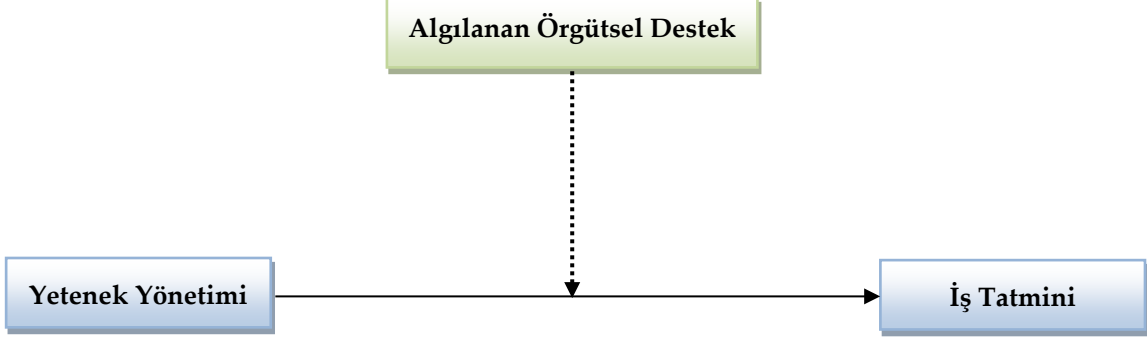 Algılanan Örgütsel Destek
Yetenek Yönetimi
İş Tatmini